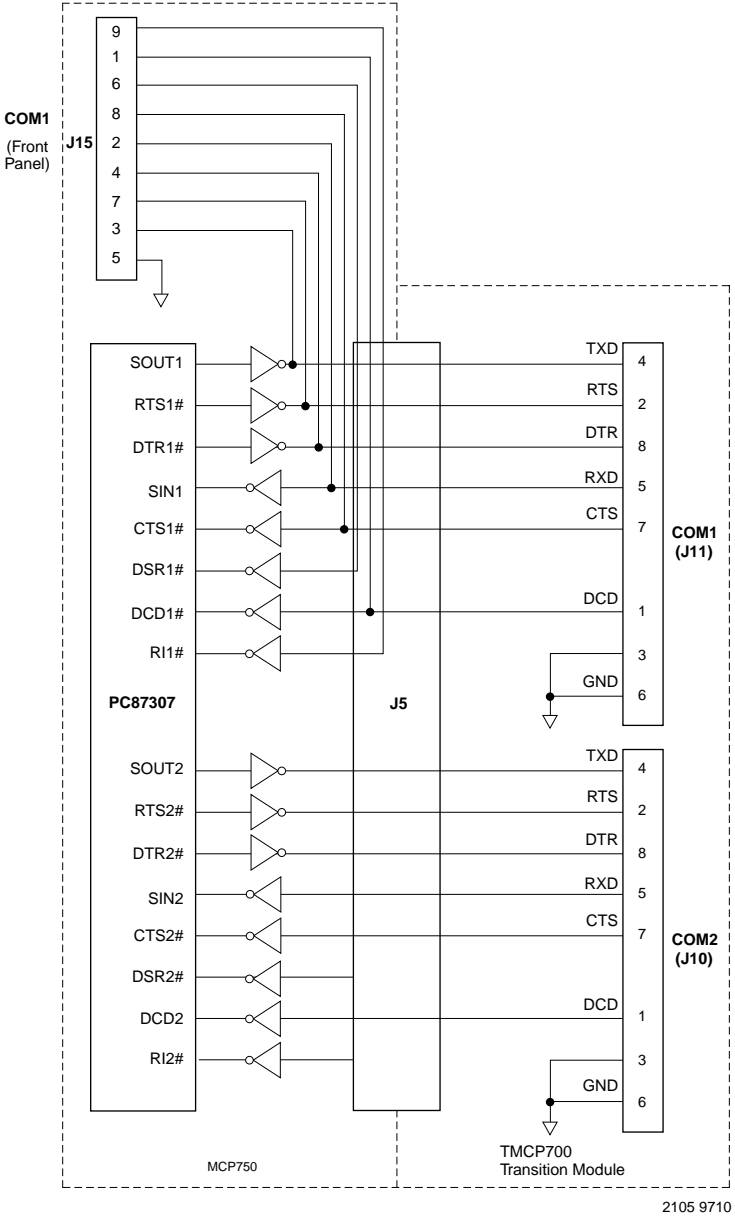 9
1
6
8
2
4
7
3
5
COM1
(Front
Panel)
J15
SOUT1
RTS1#
DTR1#
SIN1
CTS1#
DSR1#
DCD1#
RI1#
PC87307
SOUT2
RTS2#
DTR2#
SIN2
CTS2#
DSR2#
DCD2
RI2#
J5
TXD 4
RTS 2
DTR 8
RXD 5
CTS 7
DCD 1
3
GND 6
COM1
(J11)
TXD 4
RTS 2
DTR 8
RXD 5
CTS 7
DCD 1
3
GND 6
COM2
(J10)
MCP750
TMCP700
Transition Module
2105 9710